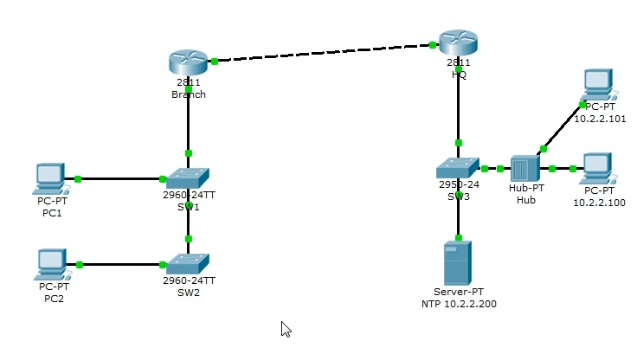 2811
Branch
2811
HQ
PC-PT
10.2.2.101
PC-PT
PC1
2960-24TT
SW1
2950-24
SW3
Hub-PT
Hub
PC-PT
10.2.2.100
PC-PT
PC2
2960-24TT
SW2
Server-PT
NTP 10.2.2.200